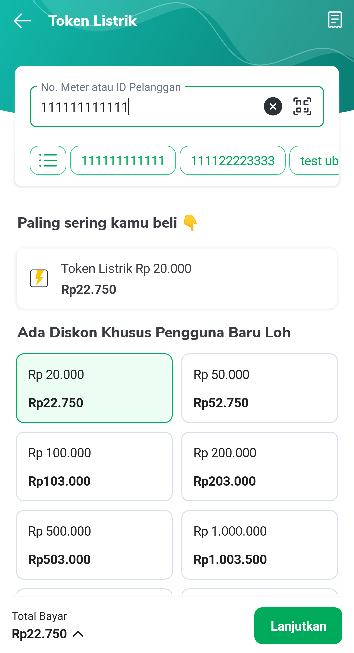 Token Listrik
No. Meter atau ID Pelanggan
111111111111
111111111111 111122223333 test ub
Paling sering kamu beli 👇
Token Listrik Rp 20.000
Rp22.750
Ada Diskon Khusus Pengguna Baru Loh
Rp 20.000 Rp 50.000
Rp22.750 Rp52.750
Rp 100.000 Rp 200.000
Rp103.000 Rp203.000
Rp 500.000 Rp 1.000.000
Rp503.000 Rp1.003.500
Total Bayar
Rp22.750
Lanjutkan